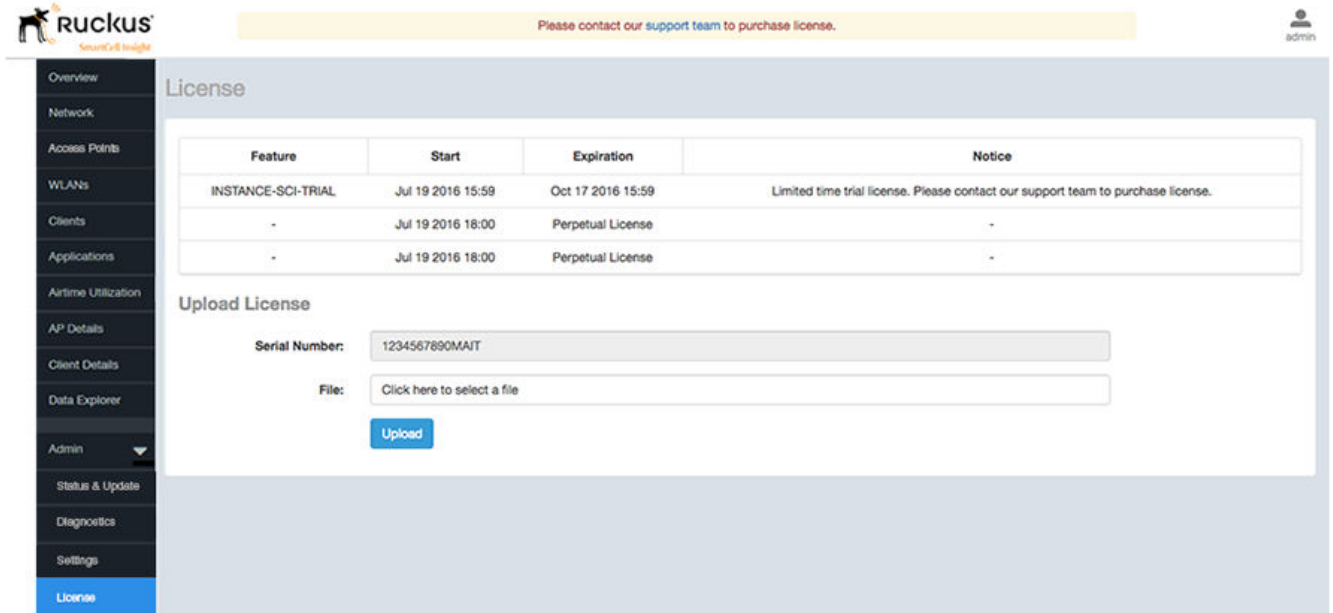 Ruckus
SmartCell Insight
Please contact our support team to purchase license.
admin
Overview
Network
Access Points
WLANs
Clients
Applications
Airtime Utilization
AP Details
Client Details
Data Explorer
Admin
Status & Update
Diagnostics
Settings
License
License
Feature Start Expiration Notice
INSTANCE-SCI-TRIAL Jul 19 2016 15:59 Oct 17 2016 15:59 Limited time trial license. Please contact our support team to purchase license.
- Jul 19 2016 18:00 Perpetual License -
- Jul 19 2016 18:00 Perpetual License -
Upload License
Serial Number: 1234567890MAIT
File: Click here to select a file
Upload